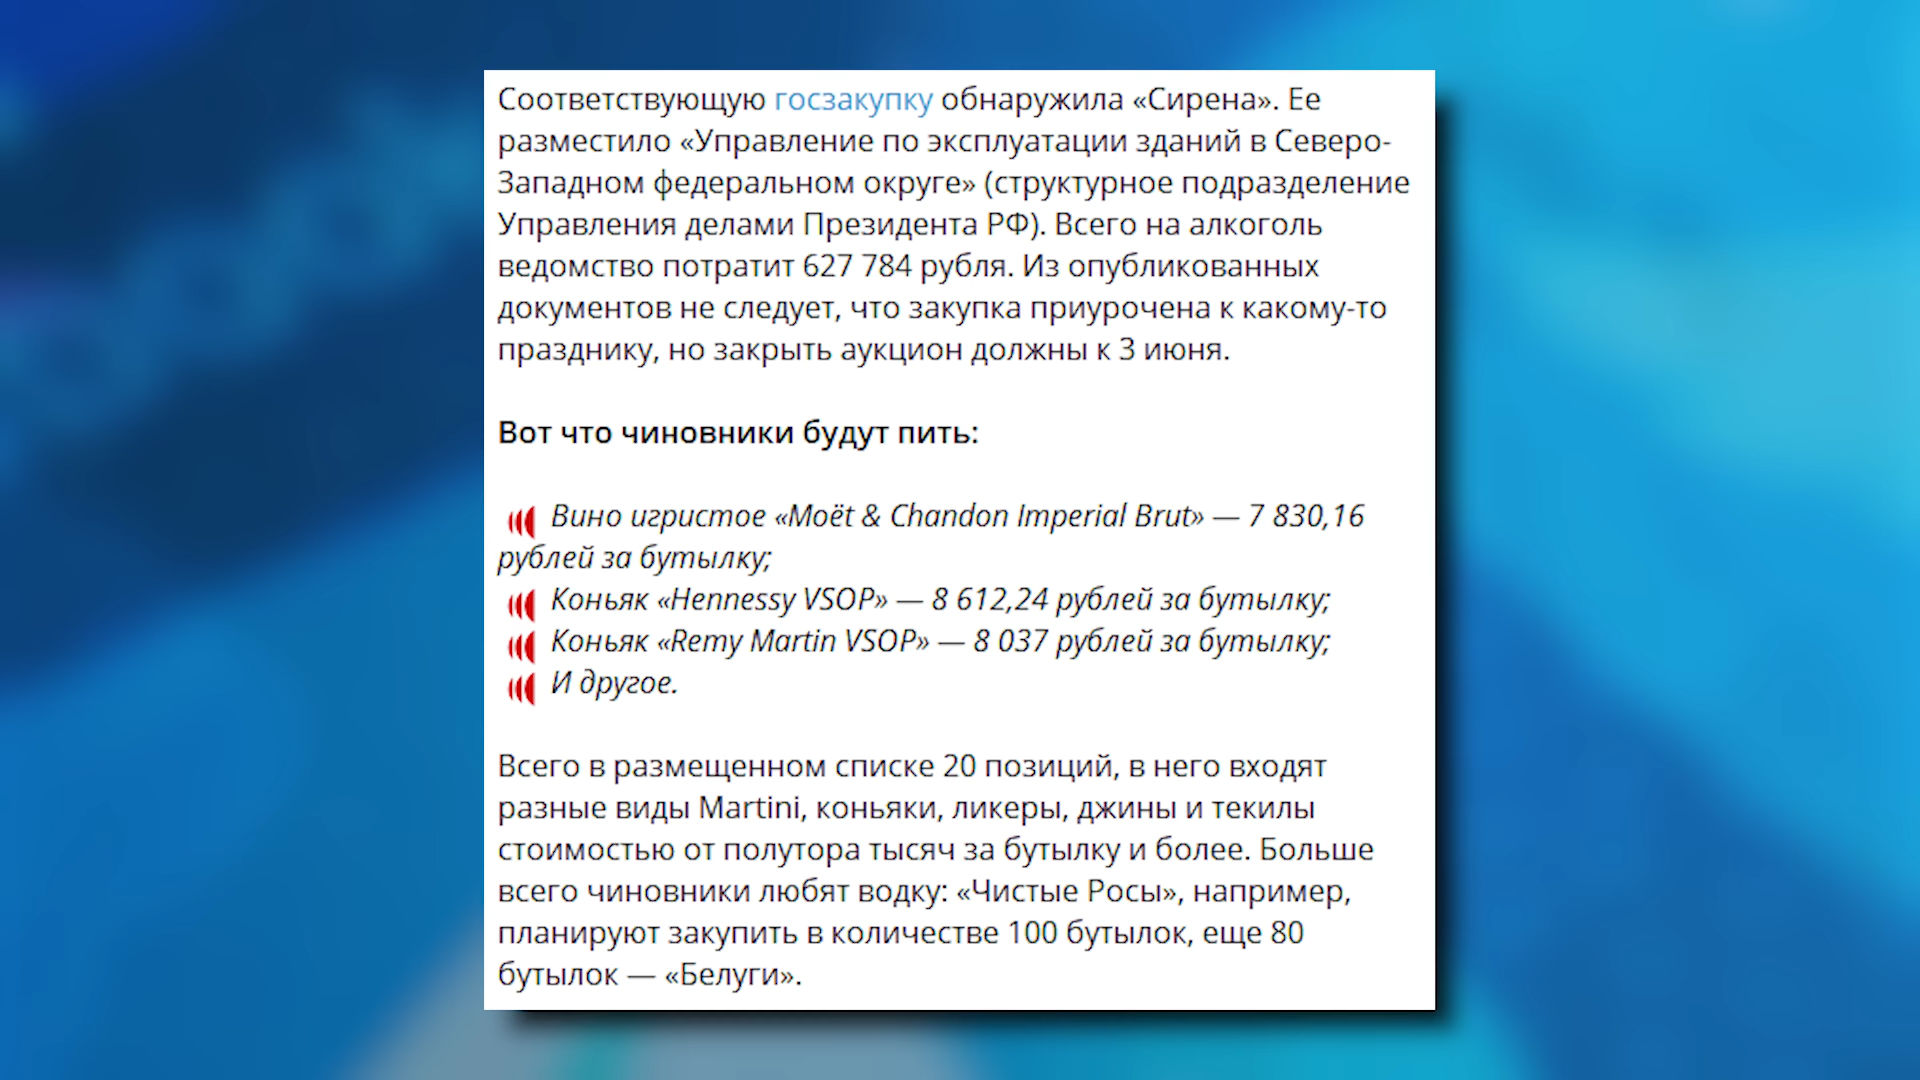 Соответствующую госзакупку обнаружила «Сирена». Ее
разместило «Управление по эксплуатации зданий в Северо-
Западном федеральном округе» (структурное подразделение
Управления делами Президента РФ). Всего на алкоголь
ведомство потратит 627 784 рубля. Из опубликованных
документов не следует, что закупка приурочена к какому-то
празднику, но закрыть аукцион должны к 3 июня.
Вот что чиновники будут пить:
Вино игристое «Moët & Chandon Imperial Brut» — 7 830,16
рублей за бутылку;
Коньяк «Hennessy VSOP» — 8 612,24 рублей за бутылку;
Коньяк «Remy Martin VSOP» — 8 037 рублей за бутылку;
И другое.
Всего в размещенном списке 20 позиций, в него входят
разные виды Martini, коньяки, ликеры, джины и текилы
стоимостью от полутора тысяч за бутылку и более. Больше
всего чиновники любят водку: «Чистые Росы», например,
планируют закупить в количестве 100 бутылок, еще 80
бутылок — «Белуги».